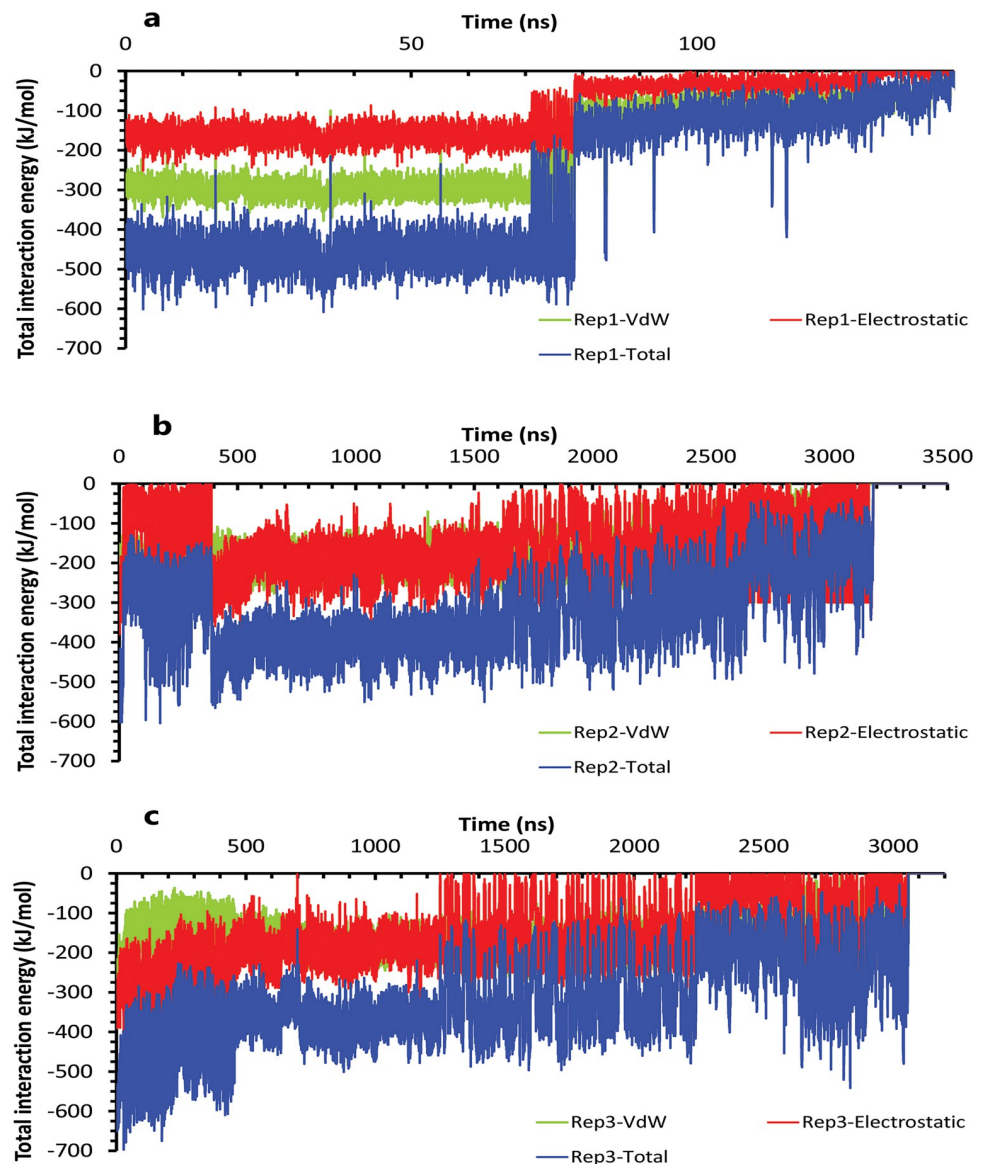 a
Time (ns)
0 50 100
Total interaction energy (kJ/mol)
0
-100
-200
-300
-400
-500
-600
-700
Rep1-VdW Rep1-Electrostatic
Rep1-Total
b
Time (ns)
0 500 1000 1500 2000 2500 3000 3500
Total interaction energy (kJ/mol)
0
-100
-200
-300
-400
-500
-600
-700
Rep2-VdW Rep2-Electrostatic
Rep2-Total
c
Time (ns)
0 500 1000 1500 2000 2500 3000
Total interaction energy (kJ/mol)
0
-100
-200
-300
-400
-500
-600
-700
Rep3-VdW Rep3-Electrostatic
Rep3-Total